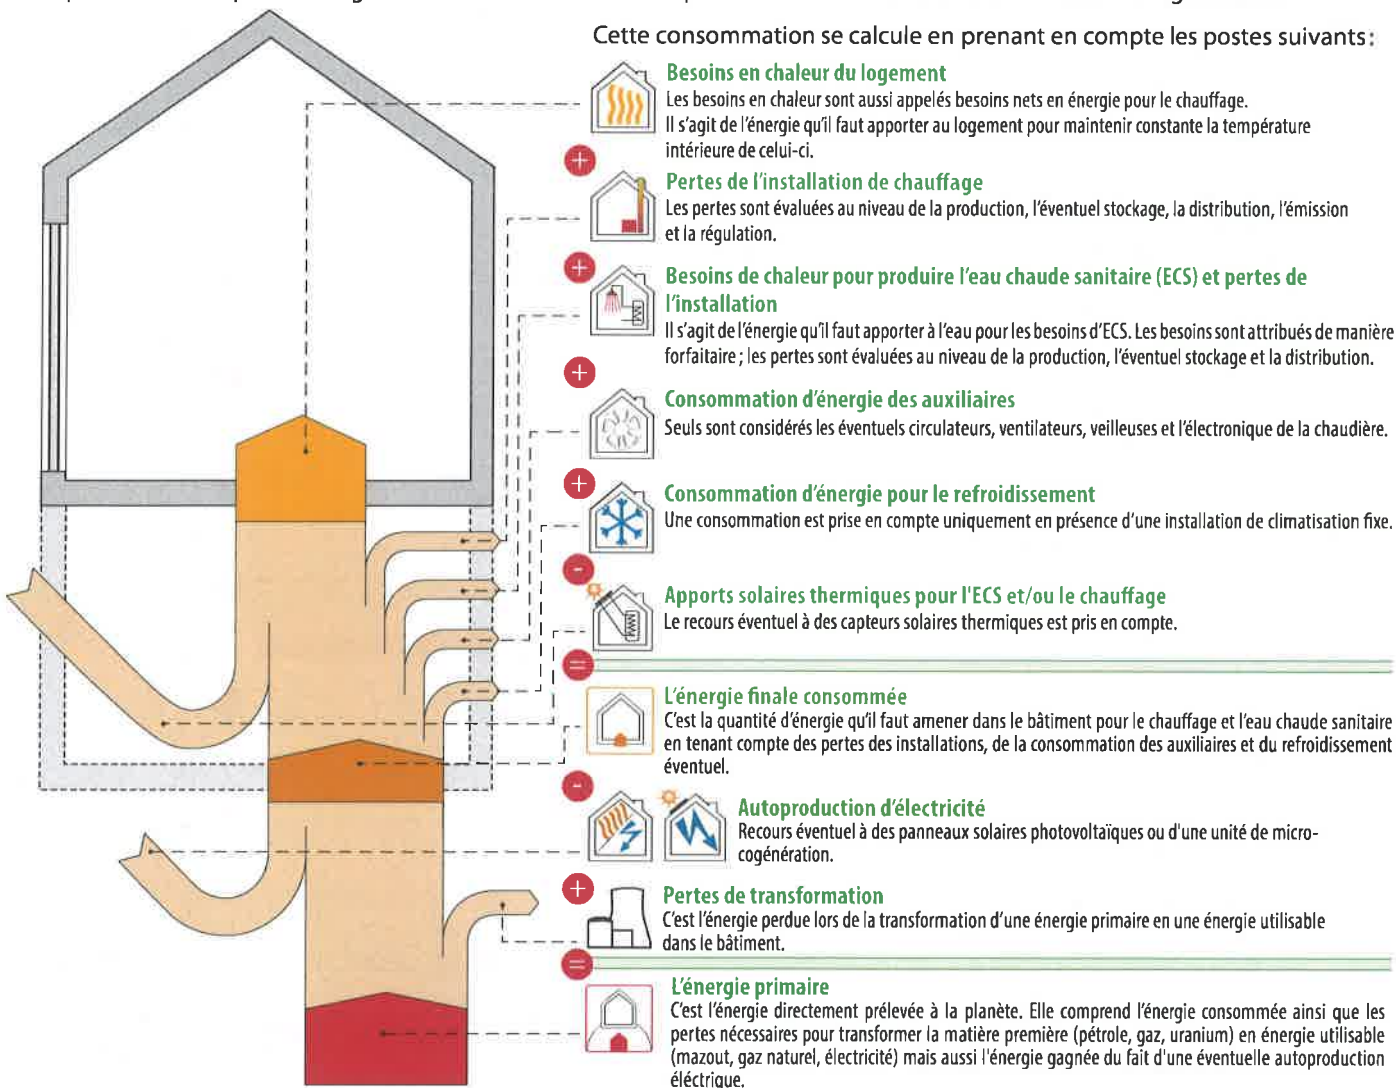 Cette consommation se calcule en prenant en compte les postes suivants :
Besoins en chaleur du logement
Les besoins en chaleur sont aussi appelés besoins nets en énergie pour le chauffage.
Il s'agit de l'énergie qu'il faut apporter au logement pour maintenir constante la température
intérieure de celui-ci.
+
Pertes de l'installation de chauffage
Les pertes sont évaluées au niveau de la production, l'éventuel stockage, la distribution, l'émission
et la régulation.
+
Besoins de chaleur pour produire l'eau chaude sanitaire (ECS) et pertes de
l'installation
Il s'agit de l'énergie qu'il faut apporter à l'eau pour les besoins d'ECS. Les besoins sont attribués de manière
forfaitaire ; les pertes sont évaluées au niveau de la production, l'éventuel stockage et la distribution.
+
Consommation d'énergie des auxiliaires
Seuls sont considérés les éventuels circulateurs, ventilateurs, veilleuses et l'électronique de la chaudière.
+
Consommation d'énergie pour le refroidissement
Une consommation est prise en compte uniquement en présence d'une installation de climatisation fixe.
-
Apports solaires thermiques pour l'ECS et/ou le chauffage
Le recours éventuel à des capteurs solaires thermiques est pris en compte.
=
L'énergie finale consommée
C'est la quantité d'énergie qu'il faut amener dans le bâtiment pour le chauffage et l'eau chaude sanitaire
en tenant compte des pertes des installations, de la consommation des auxiliaires et du refroidissement
éventuel.
-
Autoproduction d'électricité
Recours éventuel à des panneaux solaires photovoltaïques ou d'une unité de micro-
cogénération.
+
Pertes de transformation
C'est l'énergie perdue lors de la transformation d'une énergie primaire en une énergie utilisable
dans le bâtiment.
=
L'énergie primaire
C'est l'énergie directement prélevée à la planète. Elle comprend l'énergie consommée ainsi que les
pertes nécessaires pour transformer la matière première (pétrole, gaz, uranium) en énergie utilisable
(mazout, gaz naturel, électricité) mais aussi l'énergie gagnée du fait d'une éventuelle autoproduction
éléctrique.